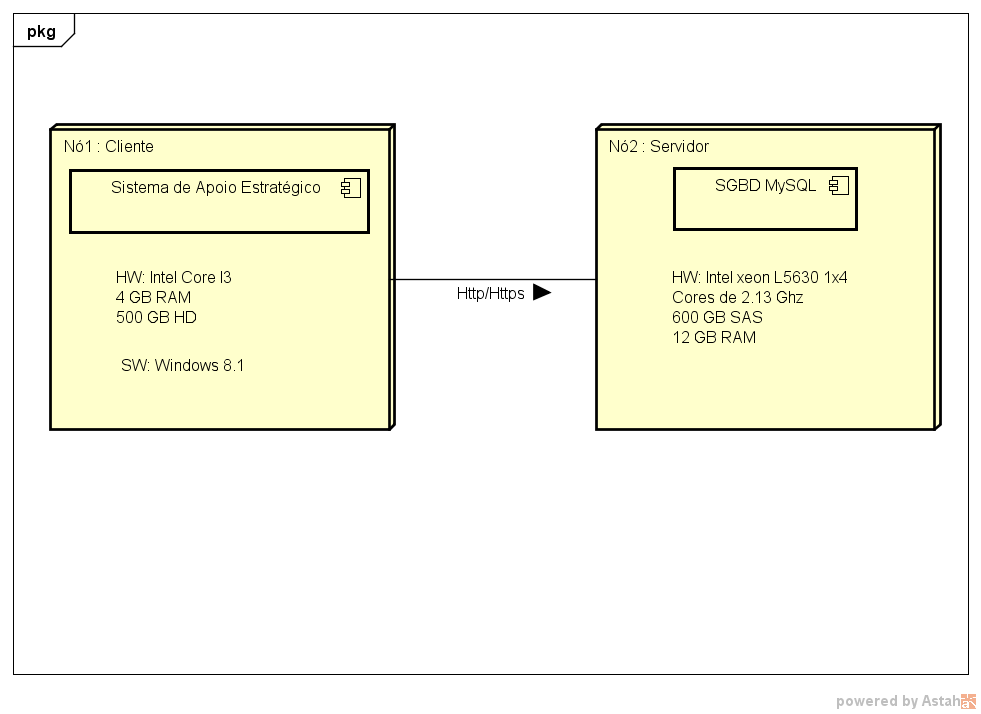 pkg
Nó1 : Cliente
Sistema de Apoio Estratégico
HW: Intel Core I3
4 GB RAM
500 GB HD
SW: Windows 8.1
Http/Https
Nó2 : Servidor
SGBD MySQL
HW: Intel xeon L5630 1x4
Cores de 2.13 Ghz
600 GB SAS
12 GB RAM
powered by Astah